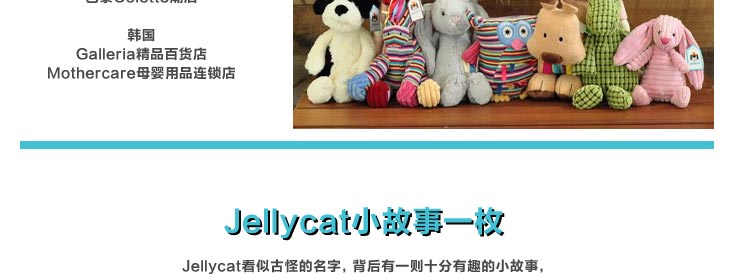 韩国
Galleria精品百货店
Mothercare母婴用品连锁店
Jellycat小故事一枚
Jellycat看似古怪的名字，背后有一则十分有趣的小故事，